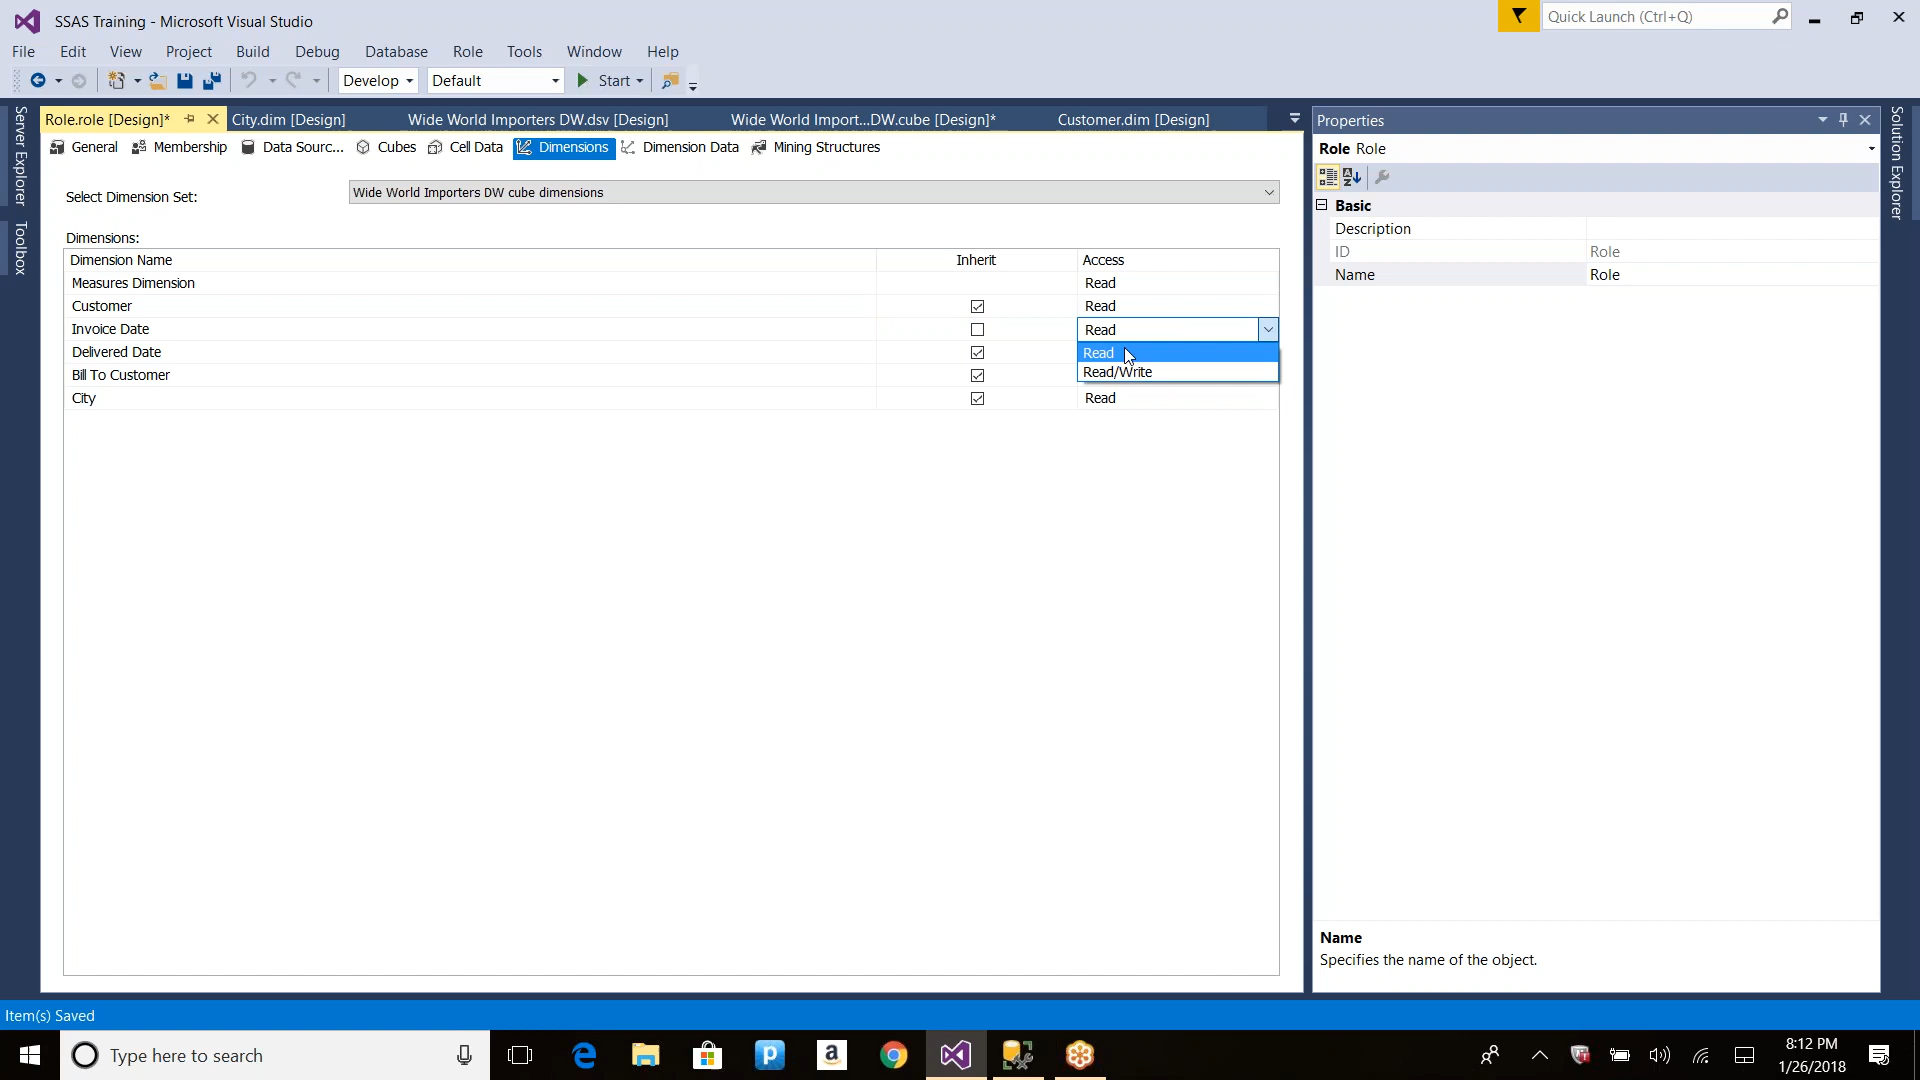 SSAS Training - Microsoft Visual Studio
Quick Launch (Ctrl+Q)
File Edit View Project Build Debug Database Role Tools Window Help
Develop Default Start
Role.role [Design]* City.dim [Design] Wide World Importers DW.dsv [Design] Wide World Import...DW.cube [Design]* Customer.dim [Design]
General Membership Data Sourc... Cubes Cell Data Dimensions Dimension Data Mining Structures
Server Explorer
Toolbox
Select Dimension Set: Wide World Importers DW cube dimensions
Dimensions:
Dimension Name Inherit Access
Measures Dimension Read
Customer Read
Invoice Date Read
Delivered Date
Bill To Customer
City Read
Read
Read/Write
Properties
Role Role
Basic
Description
ID Role
Name Role
Name
Specifies the name of the object.
Solution Explorer
Item(s) Saved
Type here to search
8:12 PM
1/26/2018